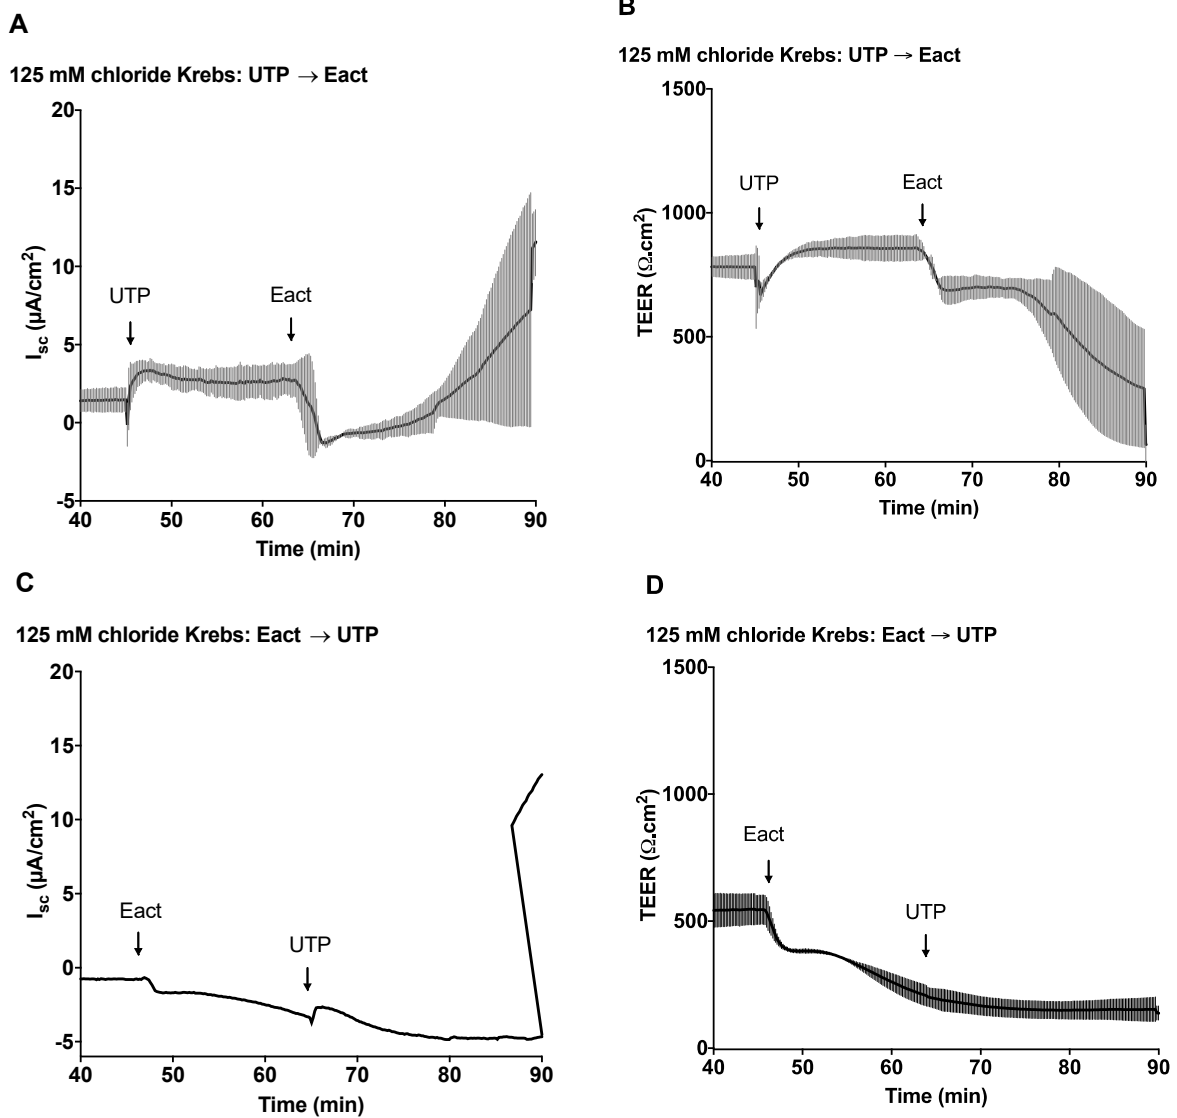 A
125 mM chloride Krebs: UTP → Eact
20
15
10
5
0
-5
I_sc (µA/cm²)
UTP
Eact
40 50 60 70 80 90
Time (min)
B
125 mM chloride Krebs: UTP → Eact
1500
1000
500
0
TEER (Ω.cm²)
UTP
Eact
40 50 60 70 80 90
Time (min)
C
125 mM chloride Krebs: Eact → UTP
20
15
10
5
0
-5
I_sc (µA/cm²)
Eact
UTP
40 50 60 70 80 90
Time (min)
D
125 mM chloride Krebs: Eact → UTP
1500
1000
500
0
TEER (Ω.cm²)
Eact
UTP
40 50 60 70 80 90
Time (min)